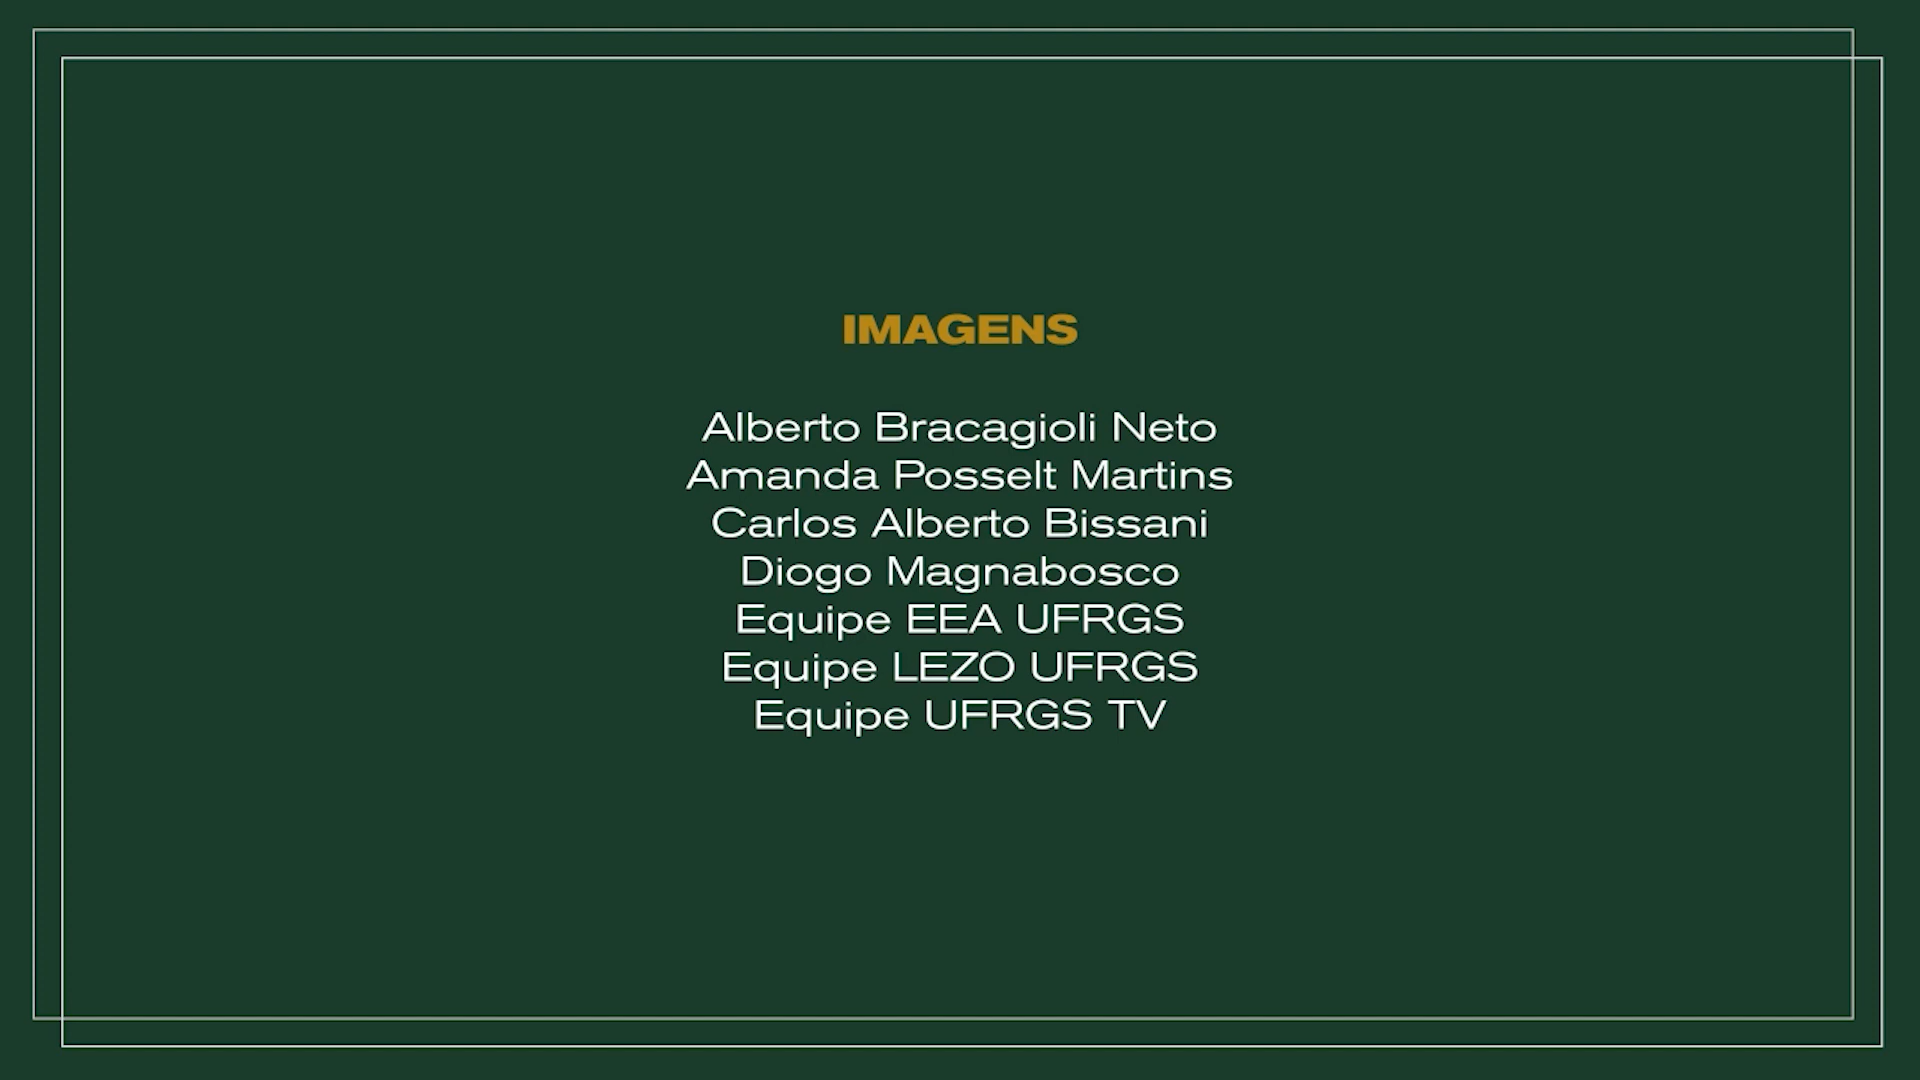 IMAGENS
Alberto Bracagioli Neto
Amanda Posselt Martins
Carlos Alberto Bissani
Diogo Magnabosco
Equipe EEA UFRGS
Equipe LEZO UFRGS
Equipe UFRGS TV